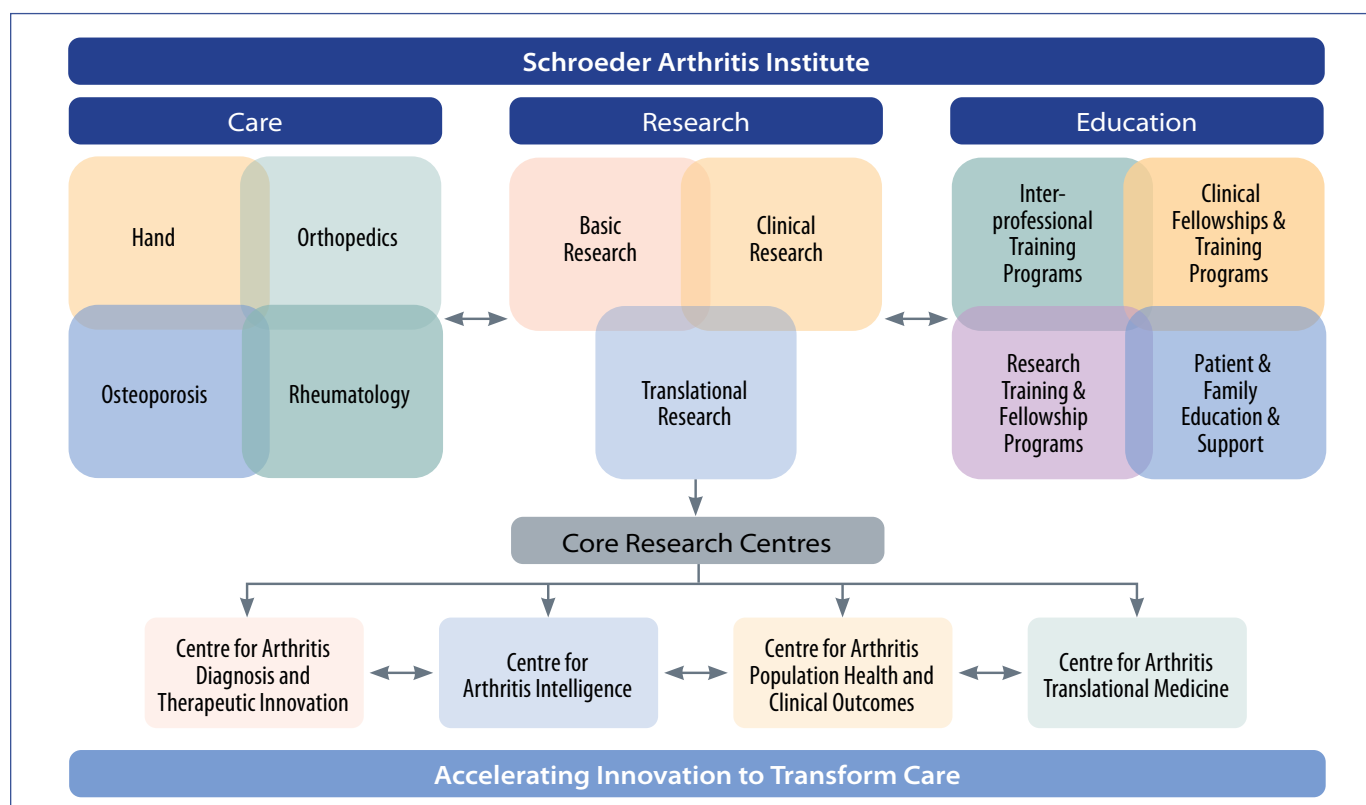 Schroeder Arthritis Institute
Care
Research
Education
Hand
Orthopedics
Osteoporosis
Rheumatology
Basic
Research
Clinical
Research
Translational
Research
Inter-
professional
Training
Programs
Clinical
Fellowships &
Training
Programs
Research
Training &
Fellowship
Programs
Patient &
Family
Education &
Support
Core Research Centres
Centre for Arthritis
Diagnosis and
Therapeutic Innovation
Centre for
Arthritis Intelligence
Centre for Arthritis
Population Health and
Clinical Outcomes
Centre for Arthritis
Translational Medicine
Accelerating Innovation to Transform Care